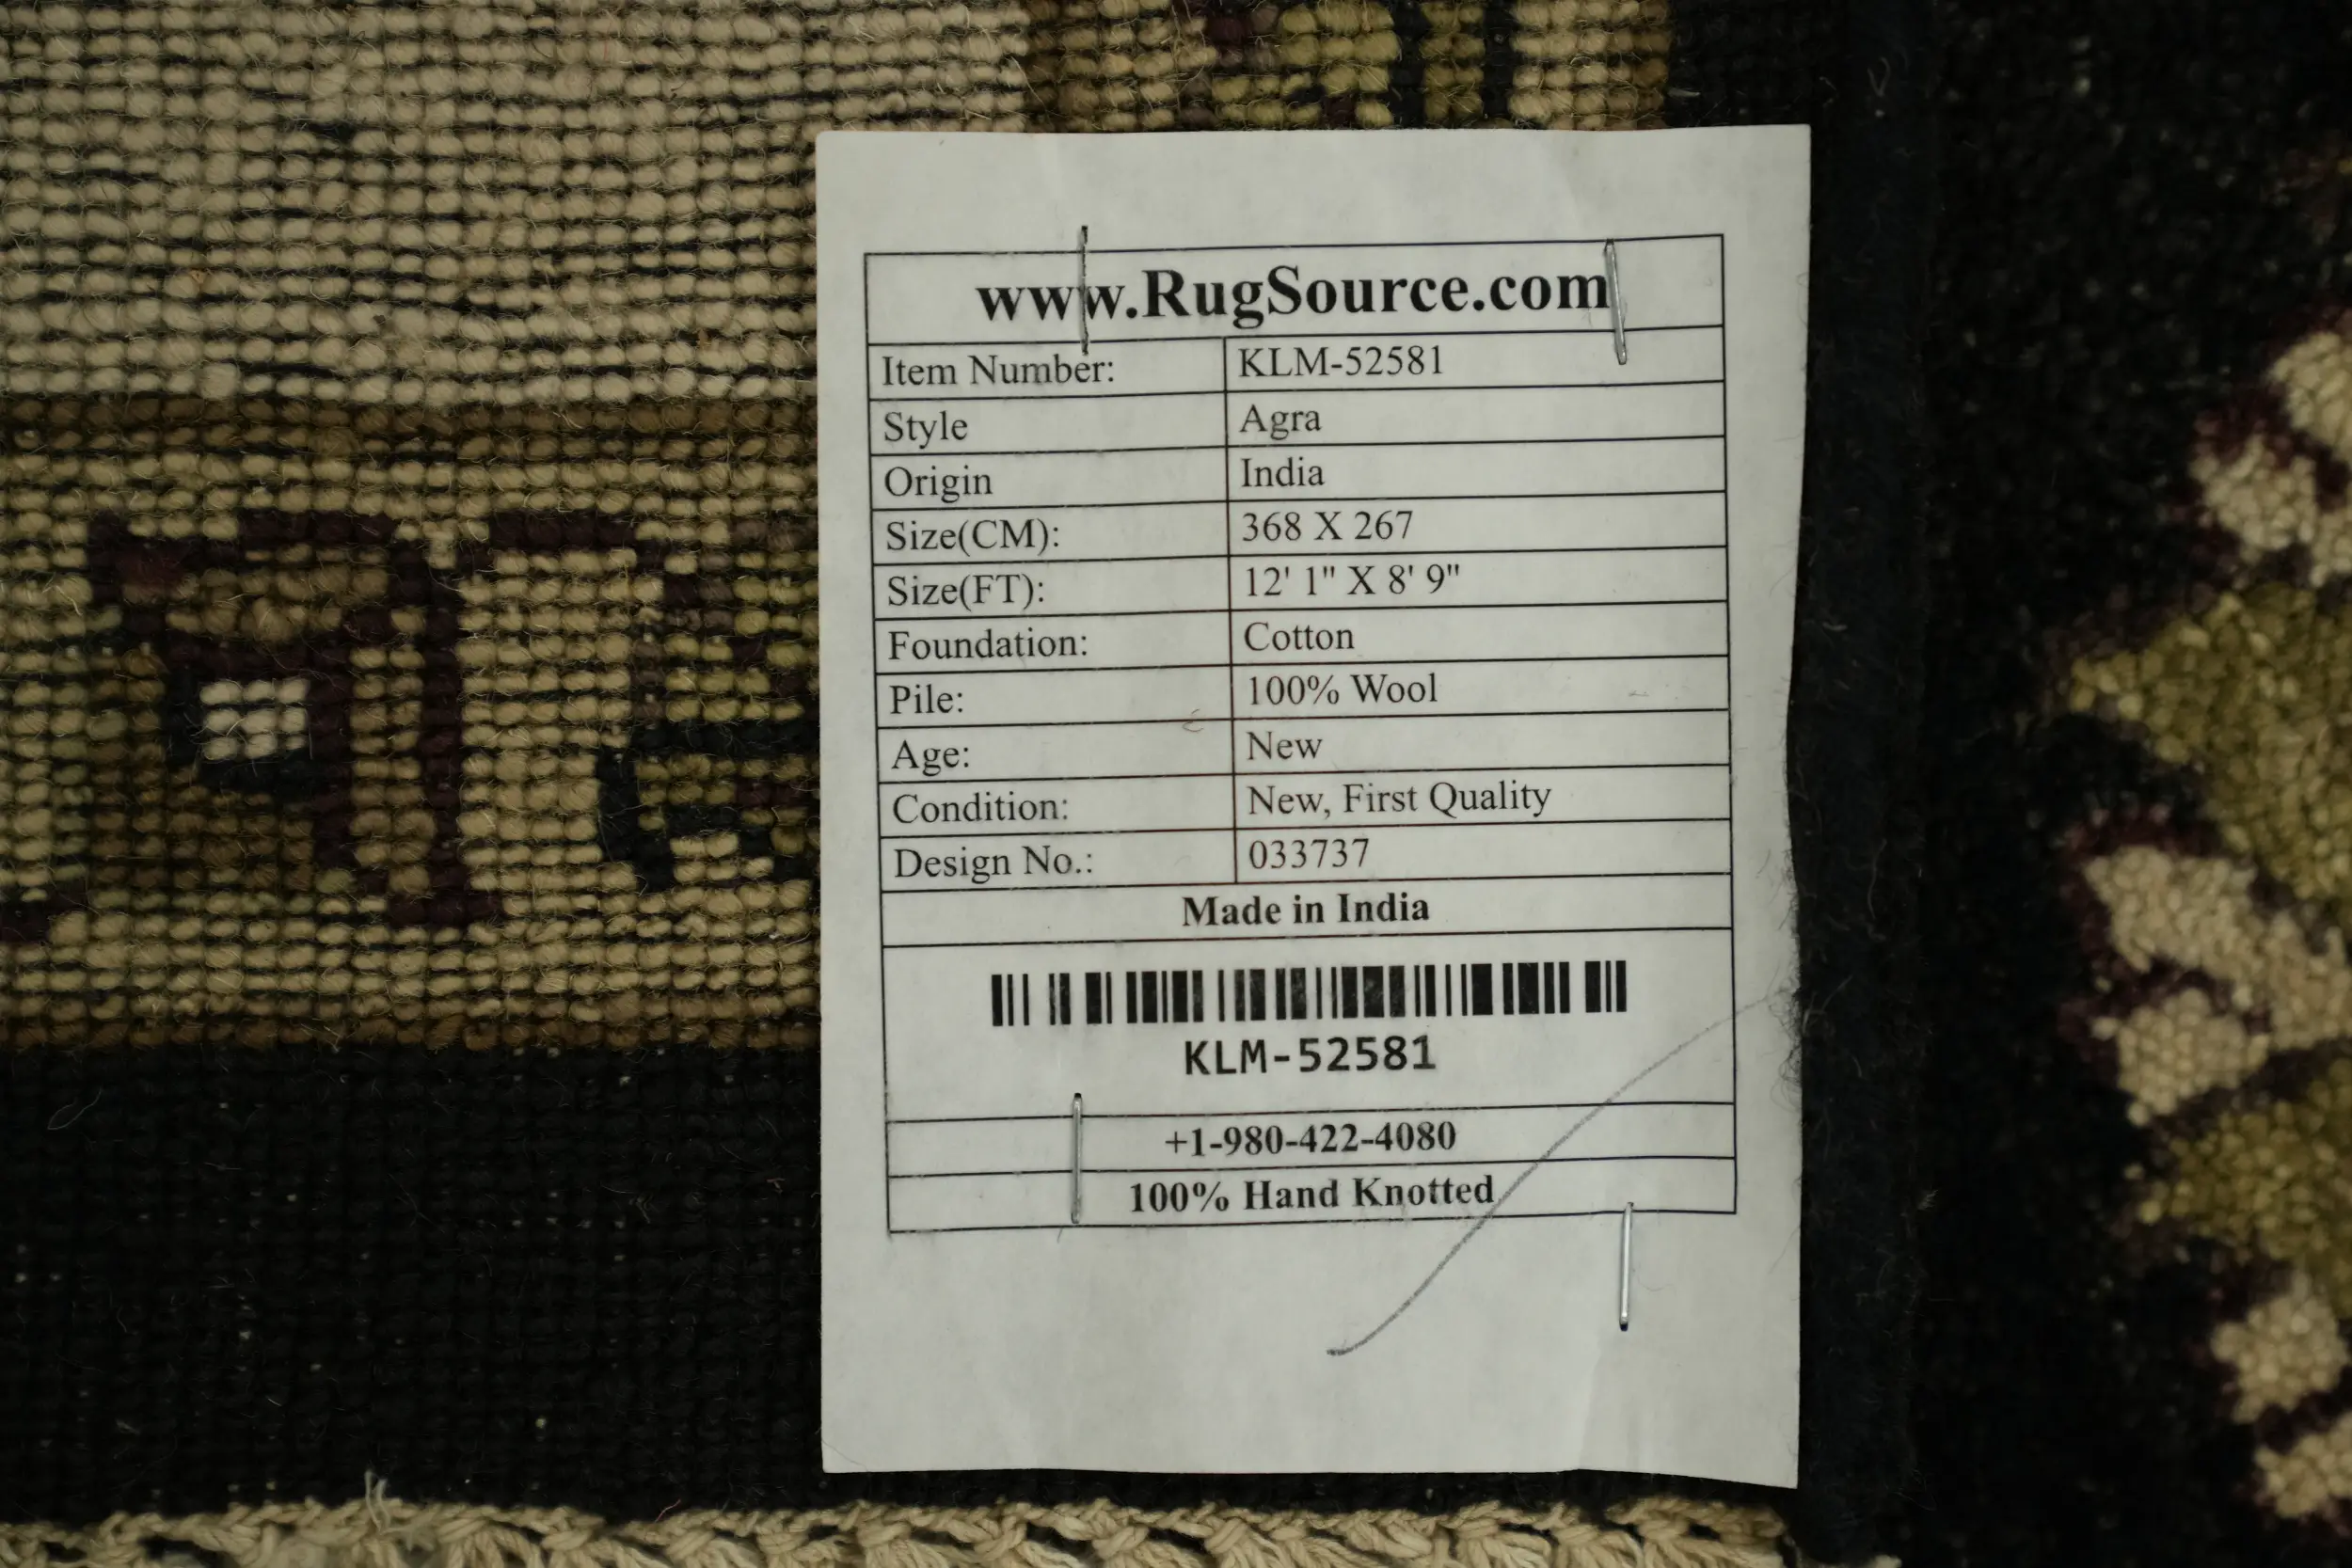 www.RugSource.com
Item Number: KLM-52581
Style Agra
Origin India
Size(CM): 368 X 267
Size(FT): 12' 1" X 8' 9"
Foundation: Cotton
Pile: 100% Wool
Age: New
Condition: New, First Quality
Design No.: 033737
Made in India
KLM-52581
+1-980-422-4080
100% Hand Knotted